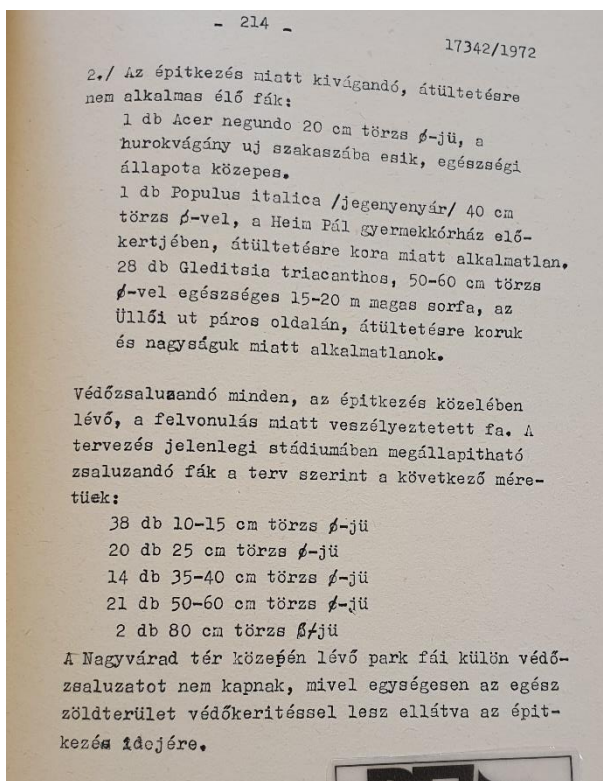 - 214 -
17342/1972
2./ Az épitkezés miatt kivágandó, átültetésre
nem alkalmas élő fák:
1 db Acer negundo 20 cm törzs ø-jü, a
hurokvágány uj szakaszába esik, egészségi
állapota közepes.
1 db Populus italica /jegenyenyár/ 40 cm
törzs ø-vel, a Heim Pál gyermekkórház elő-
kertjében, átültetésre kora miatt alkalmatlan.
28 db Gleditsia triacanthos, 50-60 cm törzs
ø-vel egészséges 15-20 m magas sorfa, az
Üllői ut páros oldalán, átültetésre koruk
és nagyságuk miatt alkalmatlanok.
Védőzsaluzandó minden, az épitkezés közelében
lévő, a felvonulás miatt veszélyeztetett fa. A
tervezés jelenlegi stádiumában megállapitható
zsaluzandó fák a terv szerint a következő mére-
tüek:
38 db 10-15 cm törzs ø-jü
20 db 25 cm törzs ø-jü
14 db 35-40 cm törzs ø-jü
21 db 50-60 cm törzs ø-jü
2 db 80 cm törzs ø-jü
A Nagyvárad tér közepén lévő park fái külön védő-
zsaluzatot nem kapnak, mivel egységesen az egész
zöldterület védőkeritéssel lesz ellátva az épit-
kezés idejére.